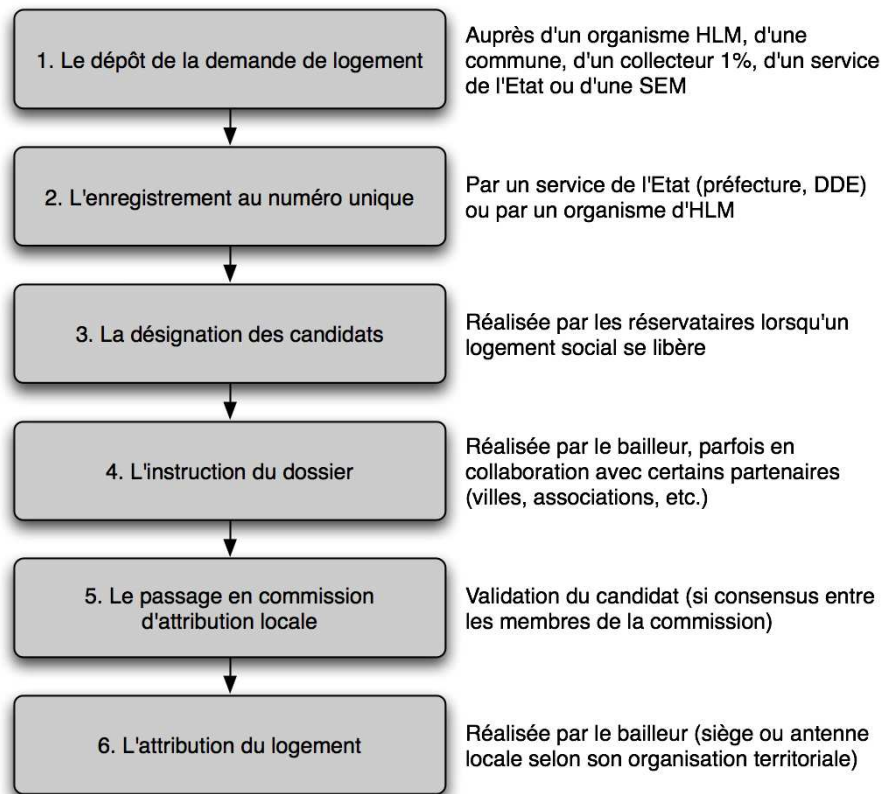 1. Le dépôt de la demande de logement
Auprès d'un organisme HLM, d'une
commune, d'un collecteur 1%, d'un service
de l'Etat ou d'une SEM
2. L'enregistrement au numéro unique
Par un service de l'Etat (préfecture, DDE)
ou par un organisme d'HLM
3. La désignation des candidats
Réalisée par les réservataires lorsqu'un
logement social se libère
4. L'instruction du dossier
Réalisée par le bailleur, parfois en
collaboration avec certains partenaires
(villes, associations, etc.)
5. Le passage en commission
d'attribution locale
Validation du candidat (si consensus entre
les membres de la commission)
6. L'attribution du logement
Réalisée par le bailleur (siège ou antenne
locale selon son organisation territoriale)